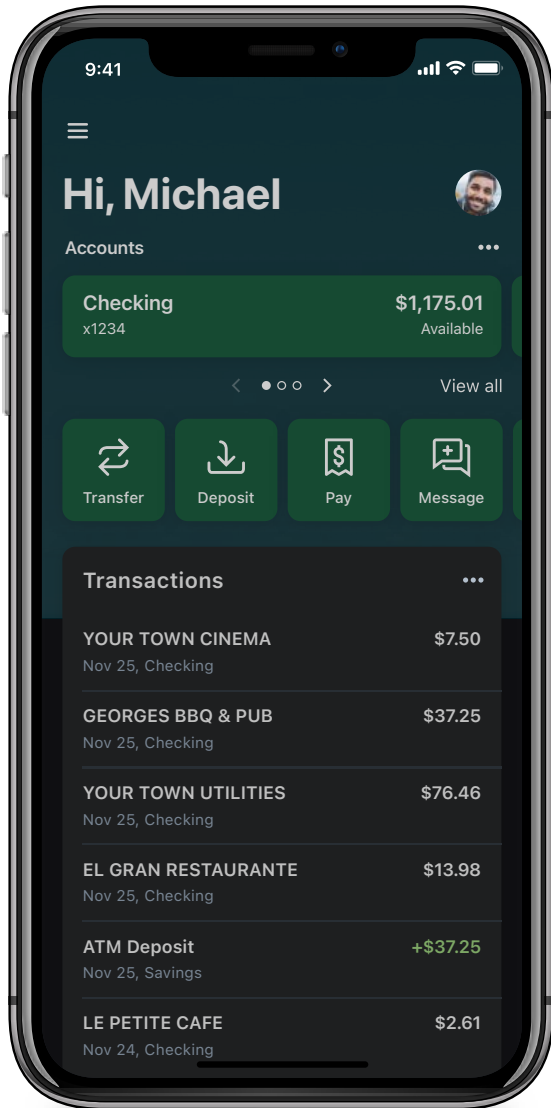 9:41
Hi, Michael
Accounts
Checking $1,175.01
x1234 Available
View all
Transfer Deposit Pay Message
Transactions
YOUR TOWN CINEMA $7.50
Nov 25, Checking
GEORGES BBQ & PUB $37.25
Nov 25, Checking
YOUR TOWN UTILITIES $76.46
Nov 25, Checking
EL GRAN RESTAURANTE $13.98
Nov 25, Checking
ATM Deposit +$37.25
Nov 25, Savings
LE PETITE CAFE $2.61
Nov 24, Checking